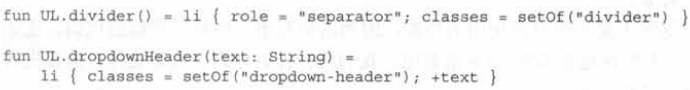 fun UL.divider() = li { role = "separator"; classes = setOf("divider") }
fun UL.dropdownHeader(text: String) =
    li { classes = setOf("dropdown-header"); +text }